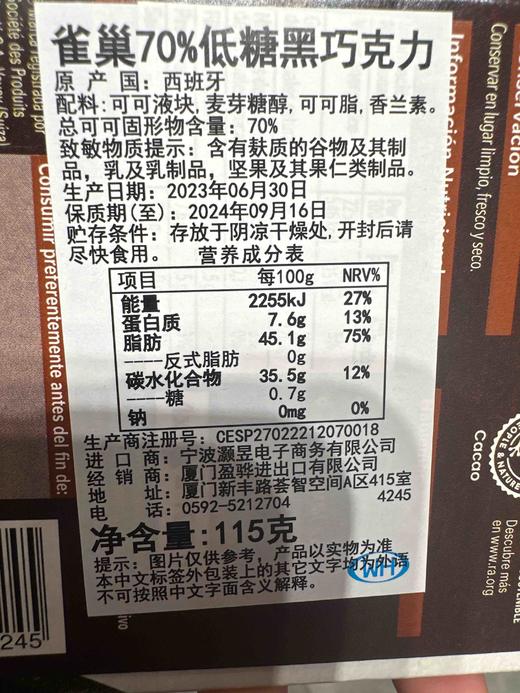 雀巢70%低糖黑巧克力
原 产 国：西班牙
配料：可可液块，麦芽糖醇，可可脂，香兰素。
总可可固形物含量：70%
致敏物质提示：含有麸质的谷物及其制
品，乳及乳制品，坚果及其果仁类制品。
生产日期：2023年06月30日
保质期(至)：2024年09月16日
贮存条件：存放于阴凉干燥处，开封后请
尽快食用。 营养成分表
项目 每100g NRV%
能量 2255kJ 27%
蛋白质 7.6g 13%
脂肪 45.1g 75%
----反式脂肪 0g
碳水化合物 35.5g 12%
----糖 0.7g
钠 0mg 0%
生产商注册号：CESP27022212070018
进 口 商：宁波灏昱电子商务有限公司
经 销 商：厦门盈骅进出口有限公司
地 址：厦门新丰路荟智空间A区415室
电 话：0592-5212704 4245
净含量：115克
提示：图片仅供参考，产品以实物为准
本中文标签外包装上的其它文字均为外语
不可按照中文字面含义解释。
WH
Conservar en lugar limpio, fresco y seco.
Información Nutricional
Consumir preferentemente antes del fin de:
Société des Produits
PEOPLE & NATURE
Cacao
Descubre más
en www.ra.org
245